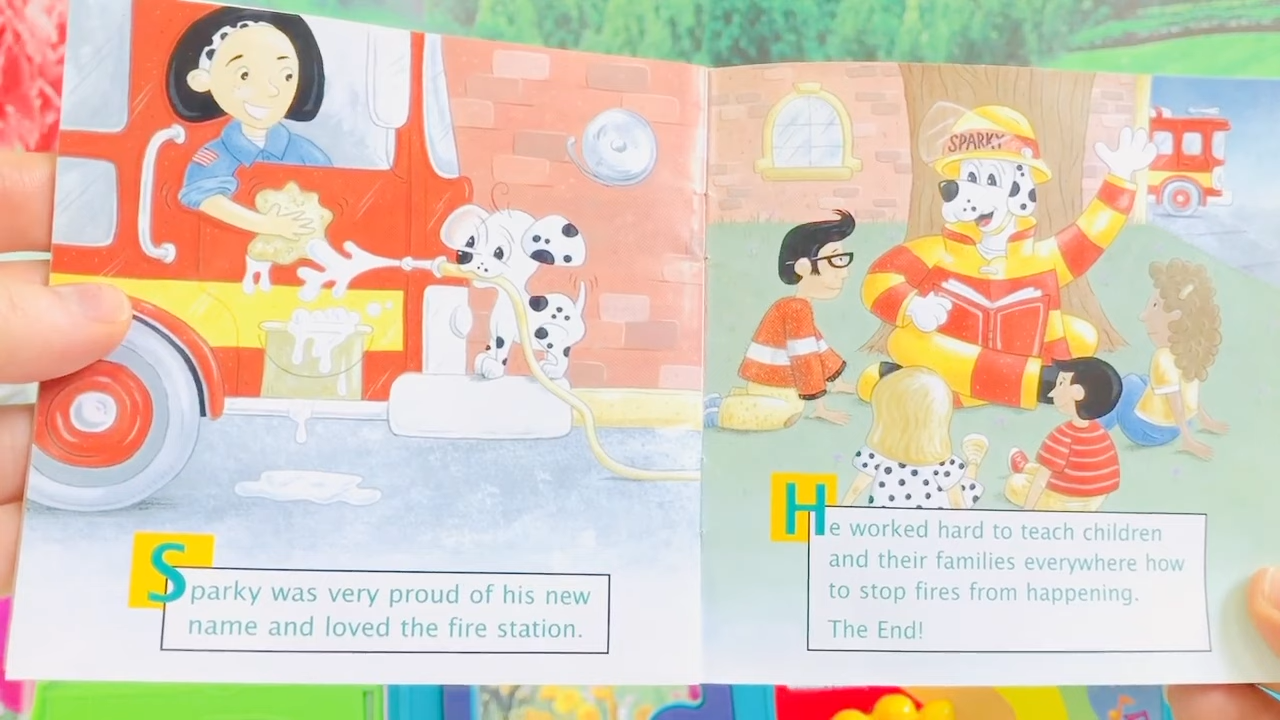 Sparky was very proud of his new
name and loved the fire station.
SPARKY
He worked hard to teach children
and their families everywhere how
to stop fires from happening.
The End!